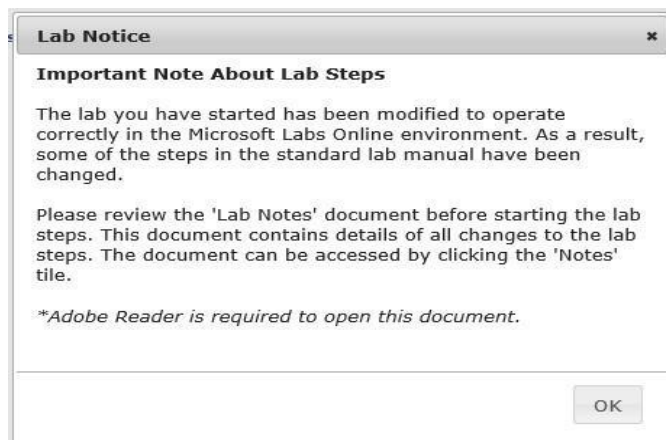 Lab Notice
Important Note About Lab Steps
The lab you have started has been modified to operate
correctly in the Microsoft Labs Online environment. As a result,
some of the steps in the standard lab manual have been
changed.
Please review the 'Lab Notes' document before starting the lab
steps. This document contains details of all changes to the lab
steps. The document can be accessed by clicking the 'Notes'
tile.
*Adobe Reader is required to open this document.
OK